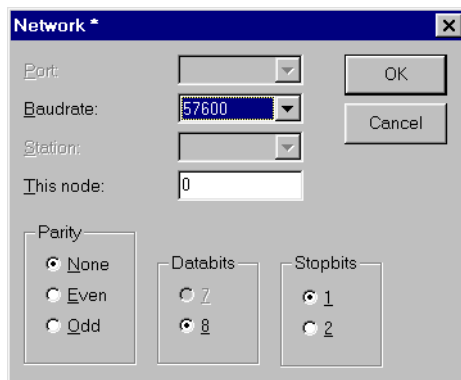 Network *
Port:
OK
Baudrate: 57600
Cancel
Station:
This node: 0
Parity
None
Even
Odd
Databits
7
8
Stopbits
1
2